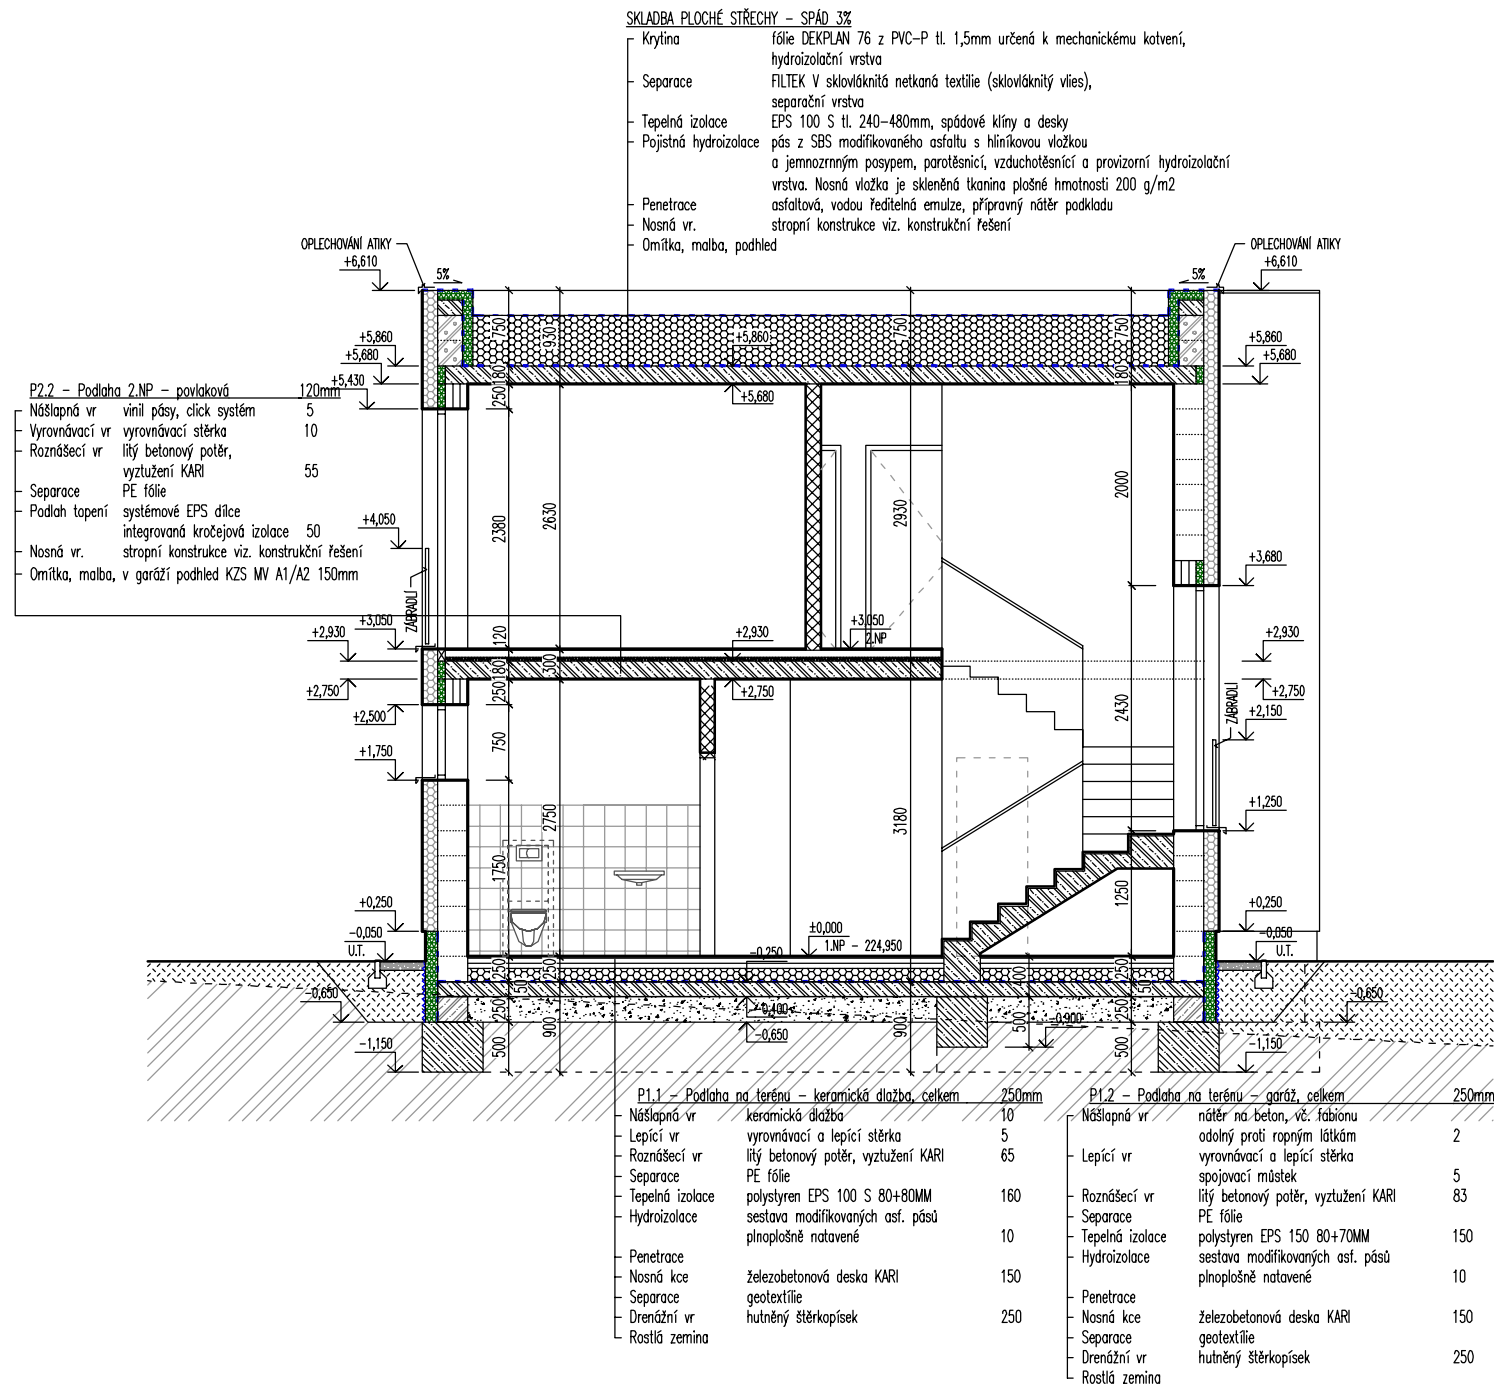 SKLADBA PLOCHÉ STŘECHY – SPÁD 3%
Krytina fólie DEKPLAN 76 z PVC–P tl. 1,5mm určená k mechanickému kotvení,
hydroizolační vrstva
Separace FILTEK V sklovláknitá netkaná textilie (sklovláknitý vlies),
separační vrstva
Tepelná izolace EPS 100 S tl. 240–480mm, spádové klíny a desky
Pojistná hydroizolace pás z SBS modifikovaného asfaltu s hliníkovou vložkou
a jemnozrnným posypem, parotěsnicí, vzduchotěsnící a provizorní hydroizolační
vrstva. Nosná vložka je skleněná tkanina plošné hmotnosti 200 g/m2
Penetrace asfaltová, vodou ředitelná emulze, přípravný nátěr podkladu
Nosná vr. stropní konstrukce viz. konstrukční řešení
Omítka, malba, podhled
OPLECHOVÁNÍ ATIKY
OPLECHOVÁNÍ ATIKY
+6,610
5%
5%
+6,610
750
930
750
750
+5,860
+5,860
+5,860
+5,680
+5,680
180
180
+5,430
250
+5,680
P2.2 – Podlaha 2.NP – povlaková 120mm
Nášlapná vr vinil pásy, click systém 5
Vyrovnávací vr vyrovnávací stěrka 10
Roznášecí vr litý betonový potěr,
vyztužení KARI 55
Separace PE fólie
Podlah topení systémové EPS dílce
integrovaná kročejová izolace 50
Nosná vr. stropní konstrukce viz. konstrukční řešení
Omítka, malba, v garáží podhled KZS MV A1/A2 150mm
2380
2630
2930
2000
+4,050
ZÁBRADLÍ
+3,680
+3,050
120
+3,050
2.NP
+2,930
+2,930
+2,930
180
300
+2,750
250
+2,750
+2,750
+2,500
2430
ZÁBRADLÍ
+2,150
750
+1,750
2750
3180
+1,250
1750
1250
+0,250
+0,250
±0,000
1.NP – 224,950
–0,050
U.T.
–0,050
U.T.
–0,250
250
250
400
250
50
50
–0,650
–0,650
250
–0,400
250
–0,650
900
900
500
–0,900
–1,150
500
500
–1,150
P1.1 – Podlaha na terénu – keramická dlažba, celkem 250mm
Nášlapná vr keramická dlažba 10
Lepící vr vyrovnávací a lepící stěrka 5
Roznášecí vr litý betonový potěr, vyztužení KARI 65
Separace PE fólie
Tepelná izolace polystyren EPS 100 S 80+80MM 160
Hydroizolace sestava modifikovaných asf. pásů
plnoplošně natavené 10
Penetrace
Nosná kce železobetonová deska KARI 150
Separace geotextílie
Drenážní vr hutněný štěrkopísek 250
Rostlá zemina
P1.2 – Podlaha na terénu – garáž, celkem 250mm
Nášlapná vr nátěr na beton, vč. fabionu
odolný proti ropným látkám 2
Lepící vr vyrovnávací a lepící stěrka
spojovací můstek 5
Roznášecí vr litý betonový potěr, vyztužení KARI 83
Separace PE fólie
Tepelná izolace polystyren EPS 150 80+70MM 150
Hydroizolace sestava modifikovaných asf. pásů
plnoplošně natavené 10
Penetrace
Nosná kce železobetonová deska KARI 150
Separace geotextílie
Drenážní vr hutněný štěrkopísek 250
Rostlá zemina